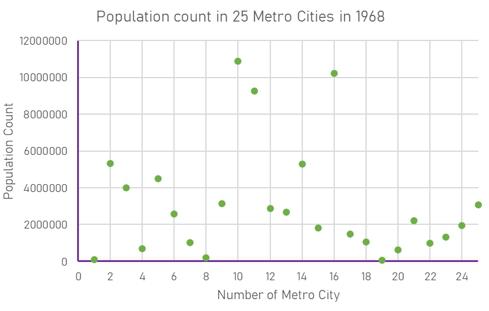 Population count in 25 Metro Cities in 1968
12000000
10000000
8000000
6000000
4000000
2000000
0
Population Count
0 2 4 6 8 10 12 14 16 18 20 22 24
Number of Metro City